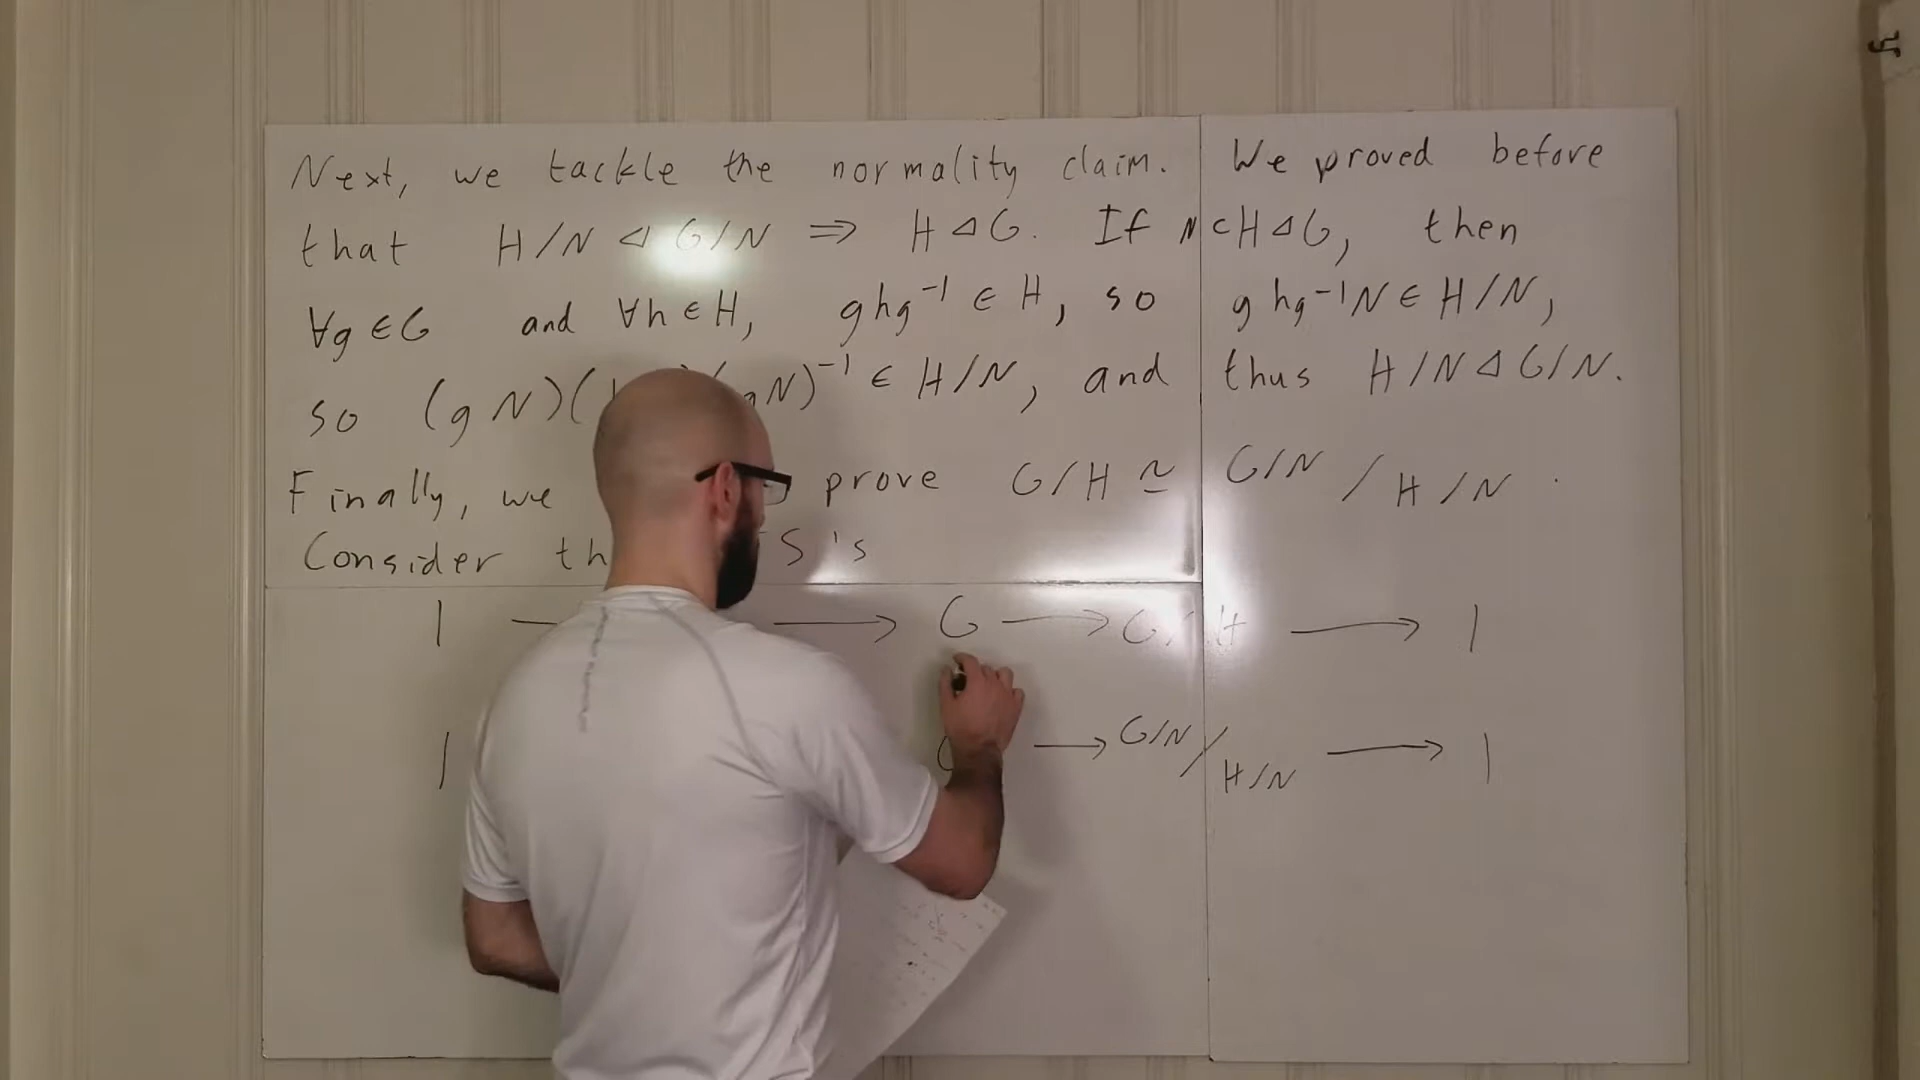 Next, we tackle the normality claim. We proved before
that H/N ⊲ G/N ⇒ H ⊲ G. If N ⊂ H ⊲ G, then
∀g ∈ G and ∀h ∈ H, ghg⁻¹ ∈ H, so ghg⁻¹N ∈ H/N,
so (gN)( N)⁻¹ ∈ H/N, and thus H/N ⊲ G/N.
Finally, we prove G/H ≃ G/N / H/N.
Consider S's
1 → G → G/H → 1
1 → G/N / H/N → 1